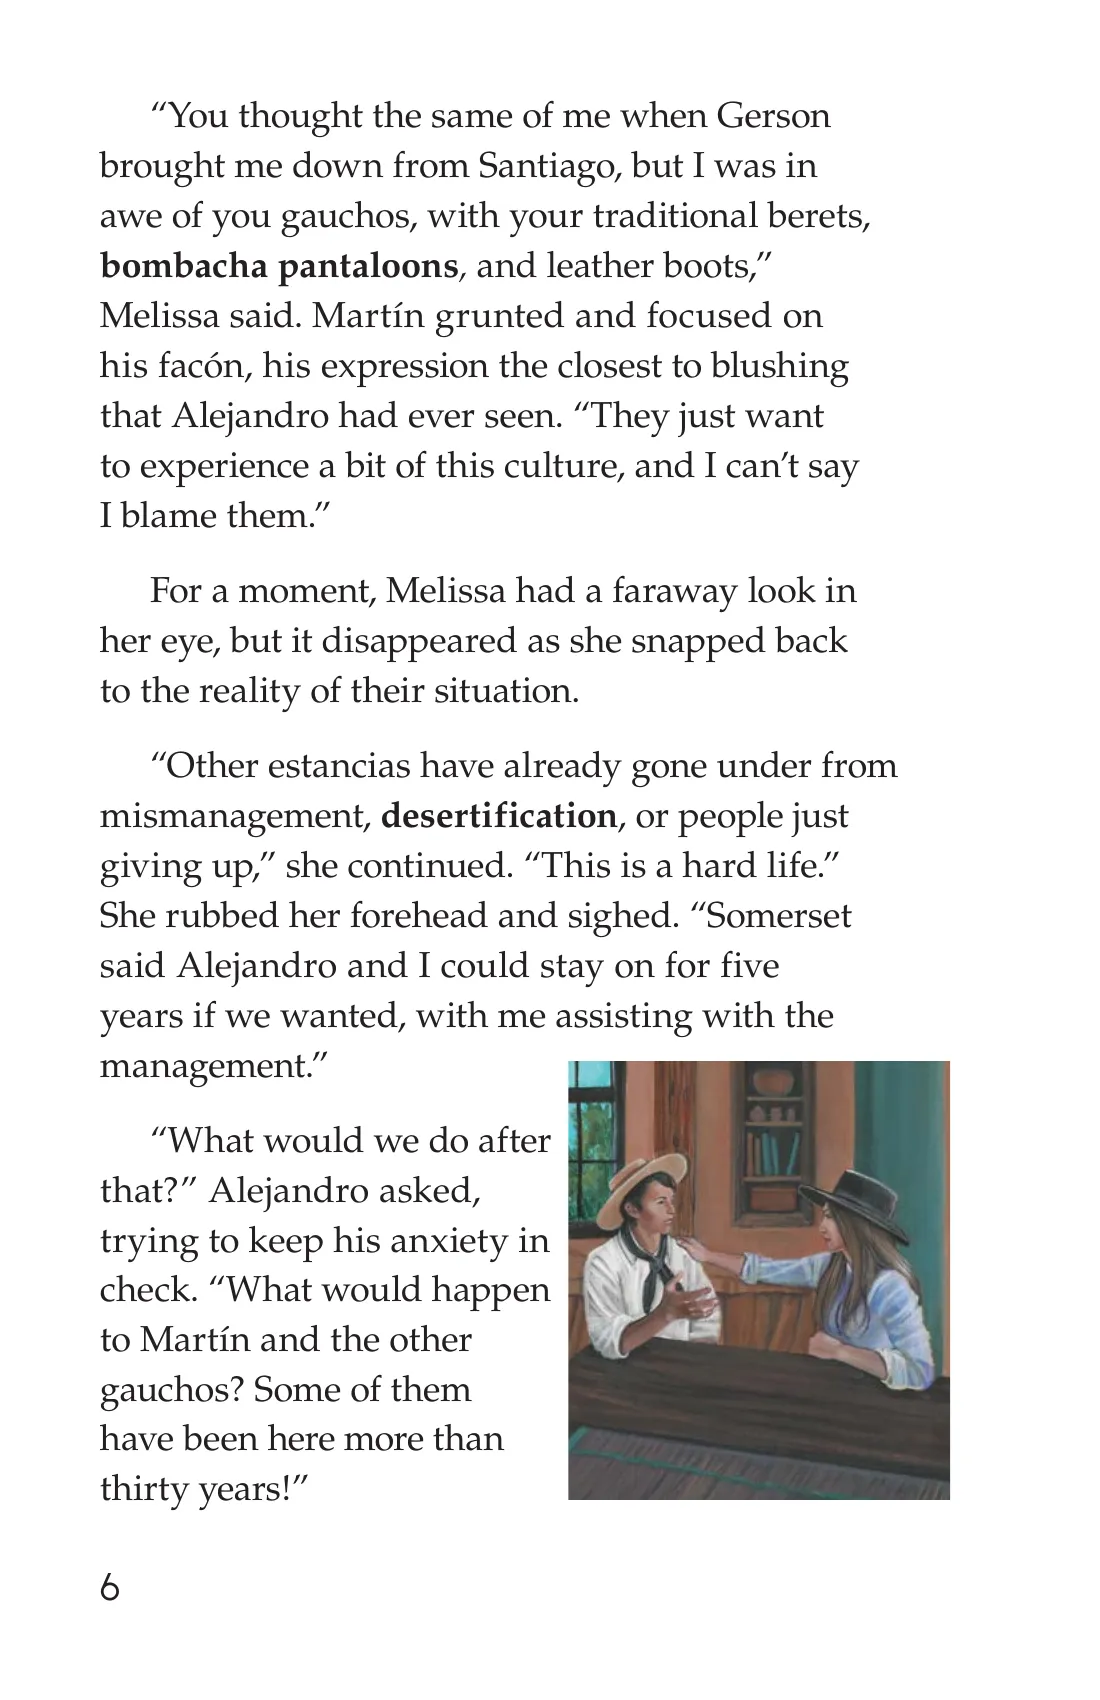 “You thought the same of me when Gerson
brought me down from Santiago, but I was in
awe of you gauchos, with your traditional berets,
bombacha pantaloons, and leather boots,”
Melissa said. Martín grunted and focused on
his facón, his expression the closest to blushing
that Alejandro had ever seen. “They just want
to experience a bit of this culture, and I can’t say
I blame them.”
For a moment, Melissa had a faraway look in
her eye, but it disappeared as she snapped back
to the reality of their situation.
“Other estancias have already gone under from
mismanagement, desertification, or people just
giving up,” she continued. “This is a hard life.”
She rubbed her forehead and sighed. “Somerset
said Alejandro and I could stay on for five
years if we wanted, with me assisting with the
management.”
“What would we do after
that?” Alejandro asked,
trying to keep his anxiety in
check. “What would happen
to Martín and the other
gauchos? Some of them
have been here more than
thirty years!”
6